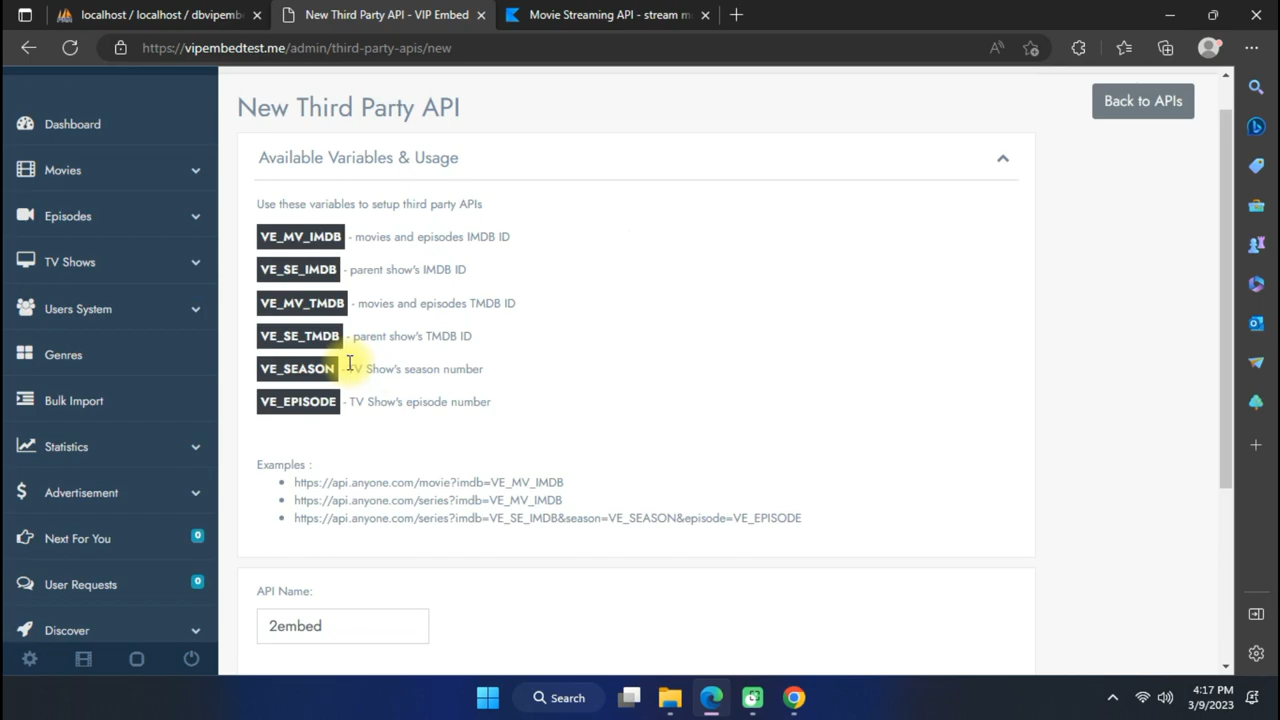 localhost / localhost / dbvipemb
New Third Party API - VIP Embed
Movie Streaming API - stream m
https://vipembedtest.me/admin/third-party-apis/new
New Third Party API
Back to APIs
Dashboard
Movies
Episodes
TV Shows
Users System
Genres
Bulk Import
Statistics
Advertisement
Next For You 0
User Requests 0
Discover
Available Variables & Usage
Use these variables to setup third party APIs
VE_MV_IMDB - movies and episodes IMDB ID
VE_SE_IMDB - parent show's IMDB ID
VE_MV_TMDB - movies and episodes TMDB ID
VE_SE_TMDB - parent show's TMDB ID
VE_SEASON - TV Show's season number
VE_EPISODE - TV Show's episode number
Examples :
https://api.anyone.com/movie?imdb=VE_MV_IMDB
https://api.anyone.com/series?imdb=VE_MV_IMDB
https://api.anyone.com/series?imdb=VE_SE_IMDB&season=VE_SEASON&episode=VE_EPISODE
API Name:
2embed
Search
4:17 PM
3/9/2023